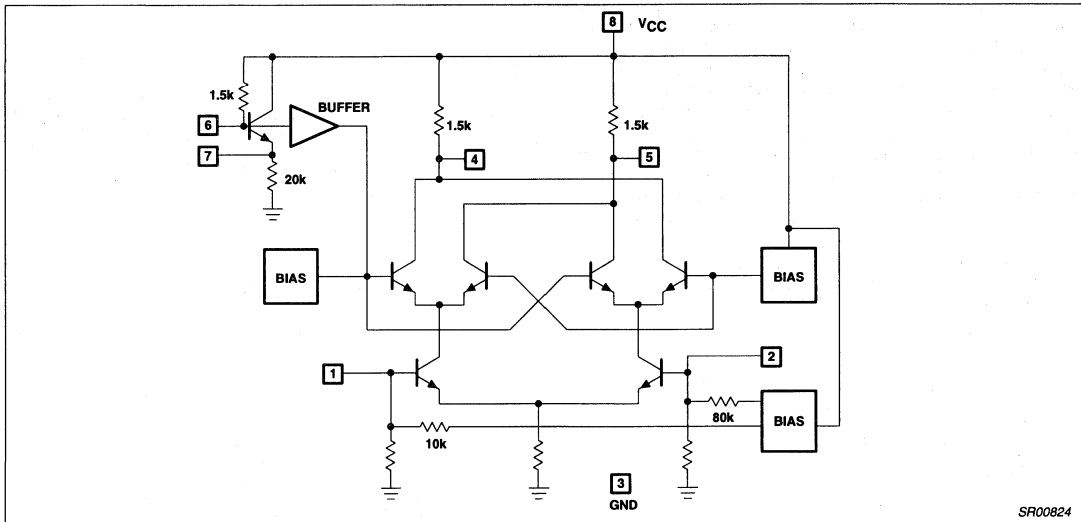 8 VCC
1.5k
BUFFER
6
1.5k
1.5k
7
4
5
20k
BIAS
BIAS
1
2
80k
BIAS
10k
3
GND
SR00824